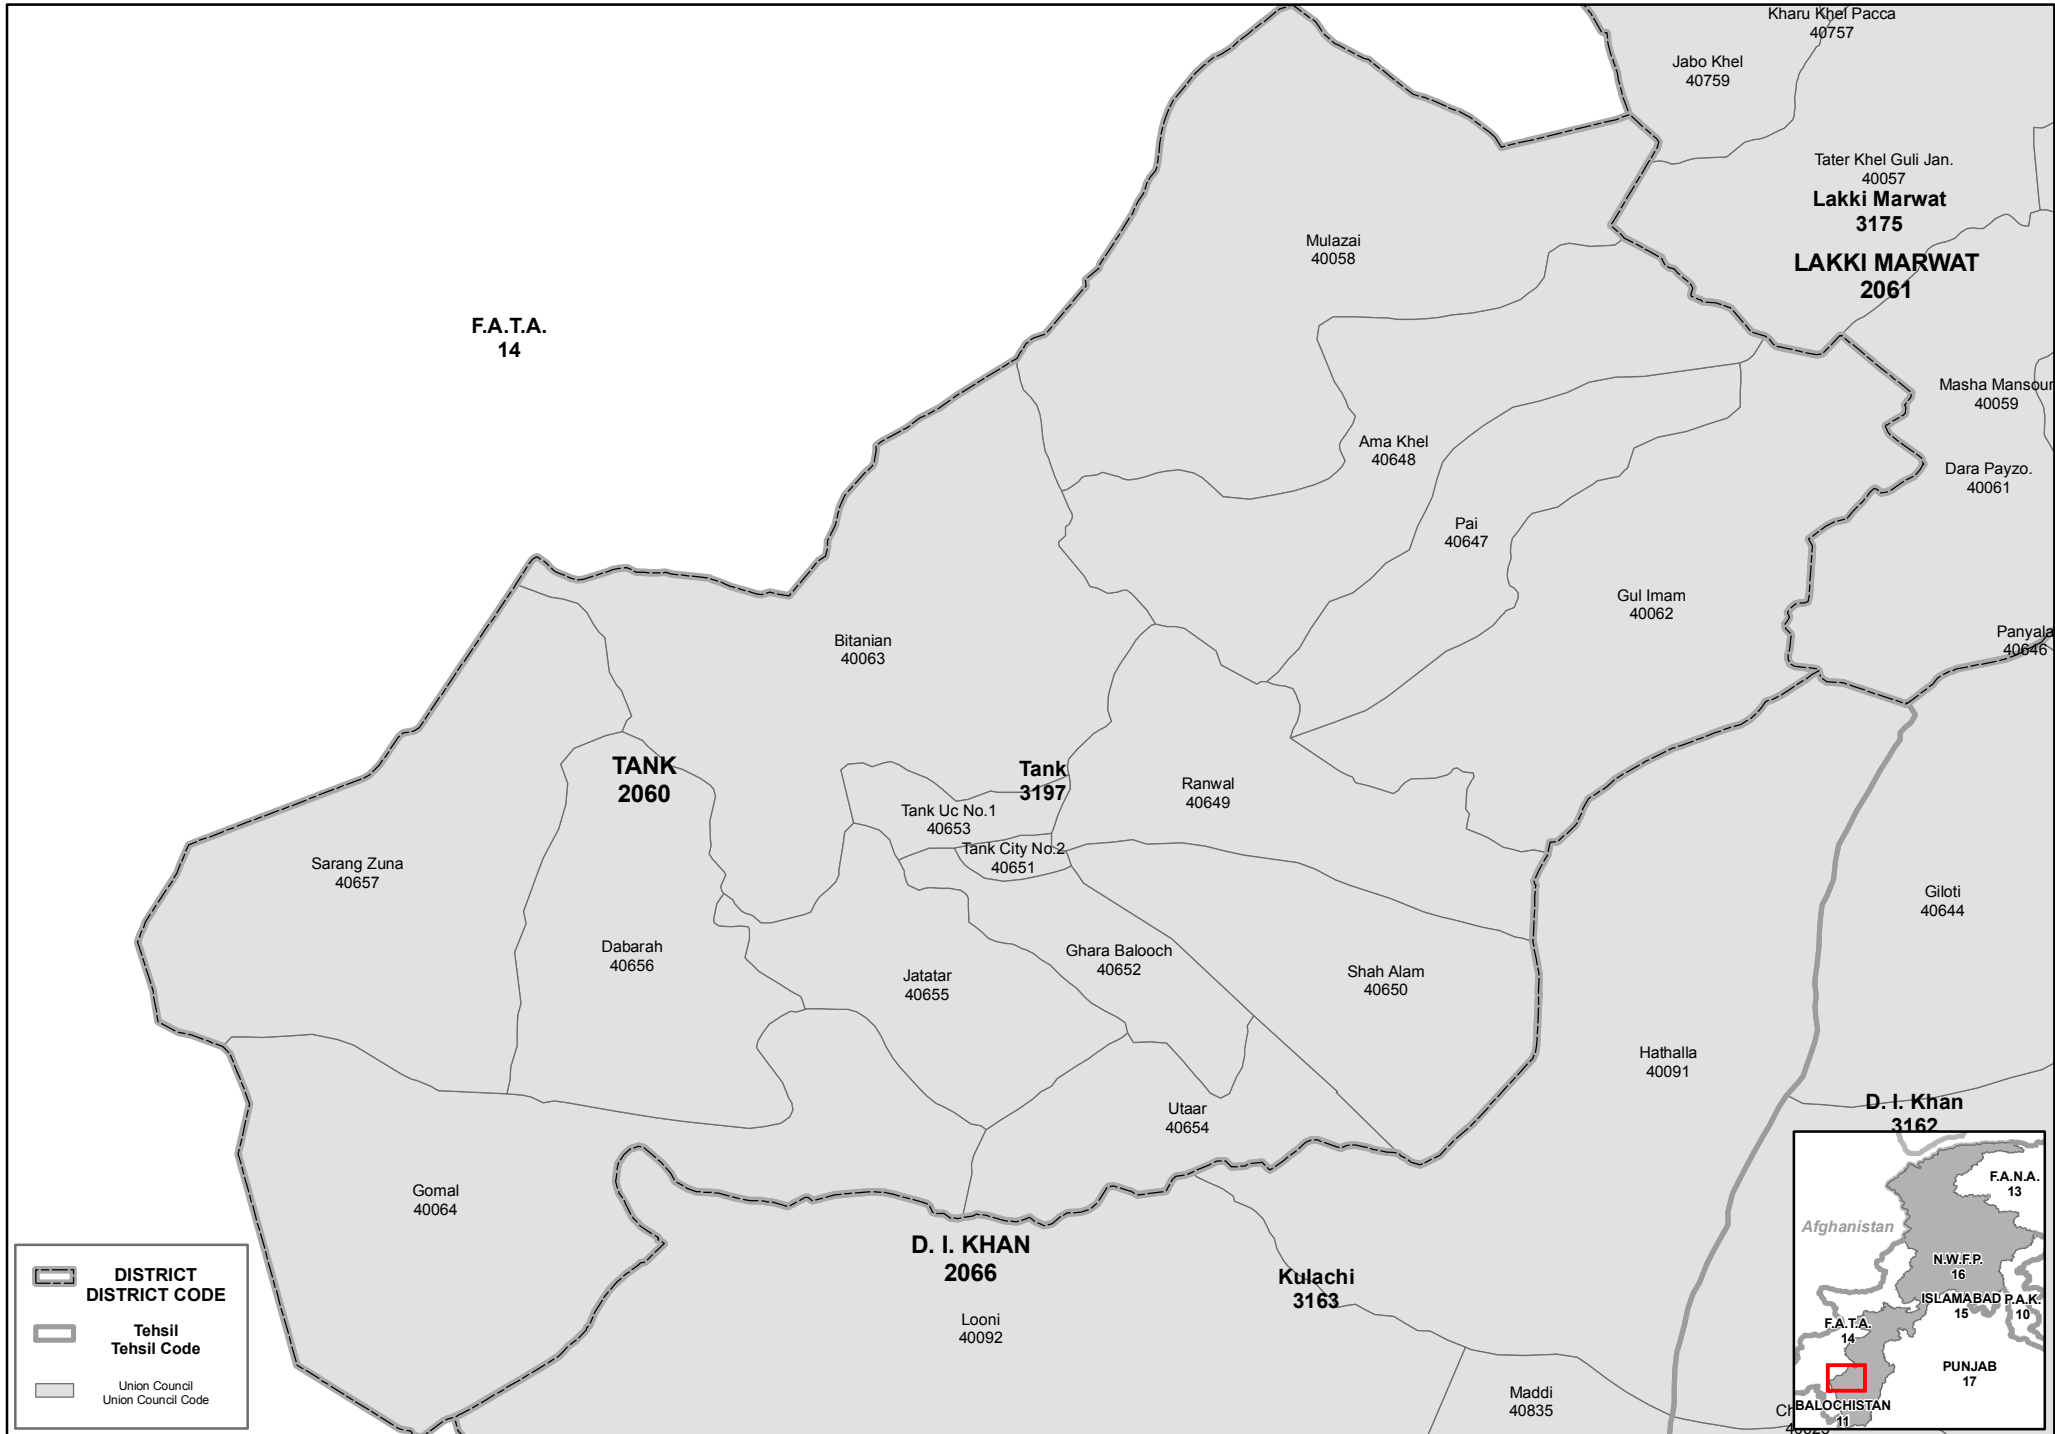 Kharu Khel Pacca
40757
Jabo Khel
40759
Tater Khel Guli Jan.
40057
Lakki Marwat
3175
LAKKI MARWAT
2061
Mulazai
40058
F.A.T.A.
14
Masha Mansour
40059
Ama Khel
40648
Dara Payzo.
40061
Pai
40647
Gul Imam
40062
Panyala
40646
Bitanian
40063
TANK
2060
Tank
3197
Ranwal
40649
Tank Uc No.1
40653
Tank City No.2
40651
Sarang Zuna
40657
Giloti
40644
Dabarah
40656
Ghara Balooch
40652
Jatatar
40655
Shah Alam
40650
Hathalla
40091
Utaar
40654
D. I. Khan
3162
Gomal
40064
D. I. KHAN
2066
Kulachi
3163
Looni
40092
Maddi
40835
DISTRICT
DISTRICT CODE
Tehsil
Tehsil Code
Union Council
Union Council Code
F.A.N.A.
13
Afghanistan
N.W.F.P.
16
ISLAMABAD
15
P.A.K.
10
F.A.T.A.
14
PUNJAB
17
BALOCHISTAN
11